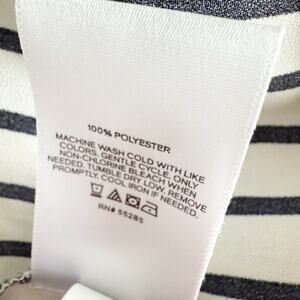 100% POLYESTER
MACHINE WASH COLD WITH LIKE
COLORS. GENTLE CYCLE. ONLY
NON-CHLORINE BLEACH, WHEN
NEEDED. TUMBLE DRY LOW. REMOVE
PROMPTLY. COOL IRON IF NEEDED.
RN# 55285